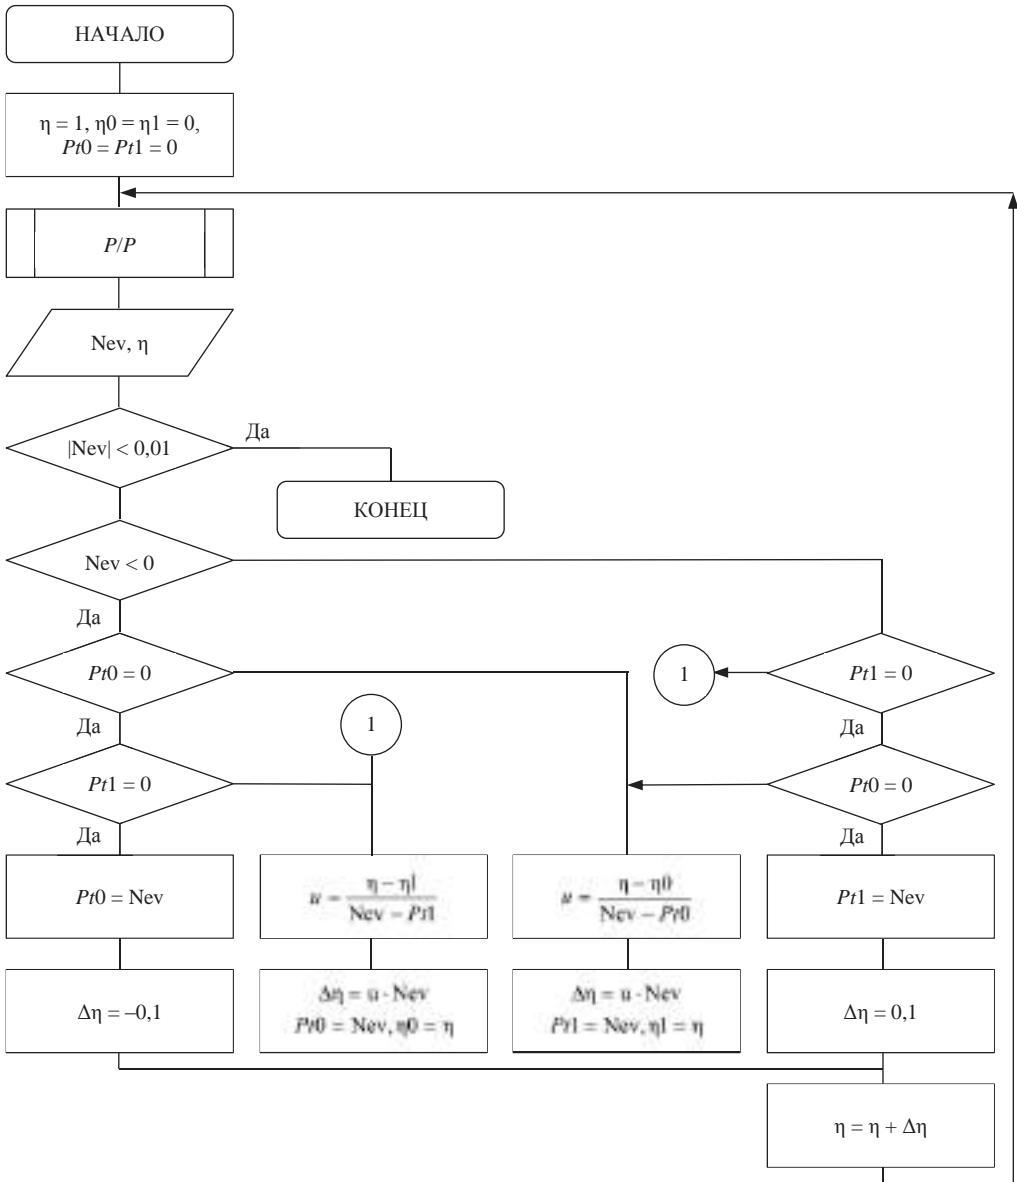 НАЧАЛО
η = 1, η0 = η1 = 0,
Pt0 = Pt1 = 0
P/P
Nev, η
|Nev| < 0,01
Да
КОНЕЦ
Nev < 0
Да
Pt0 = 0
1
Pt1 = 0
Да
1
Да
Pt1 = 0
Pt0 = 0
Да
Да
Pt0 = Nev
u = η − η1
Nev − Pt1
u = η − η0
Nev − Pt0
Pt1 = Nev
Δη = –0,1
Δη = u · Nev
Pt0 = Nev, η0 = η
Δη = u · Nev
Pt1 = Nev, η1 = η
Δη = 0,1
η = η + Δη